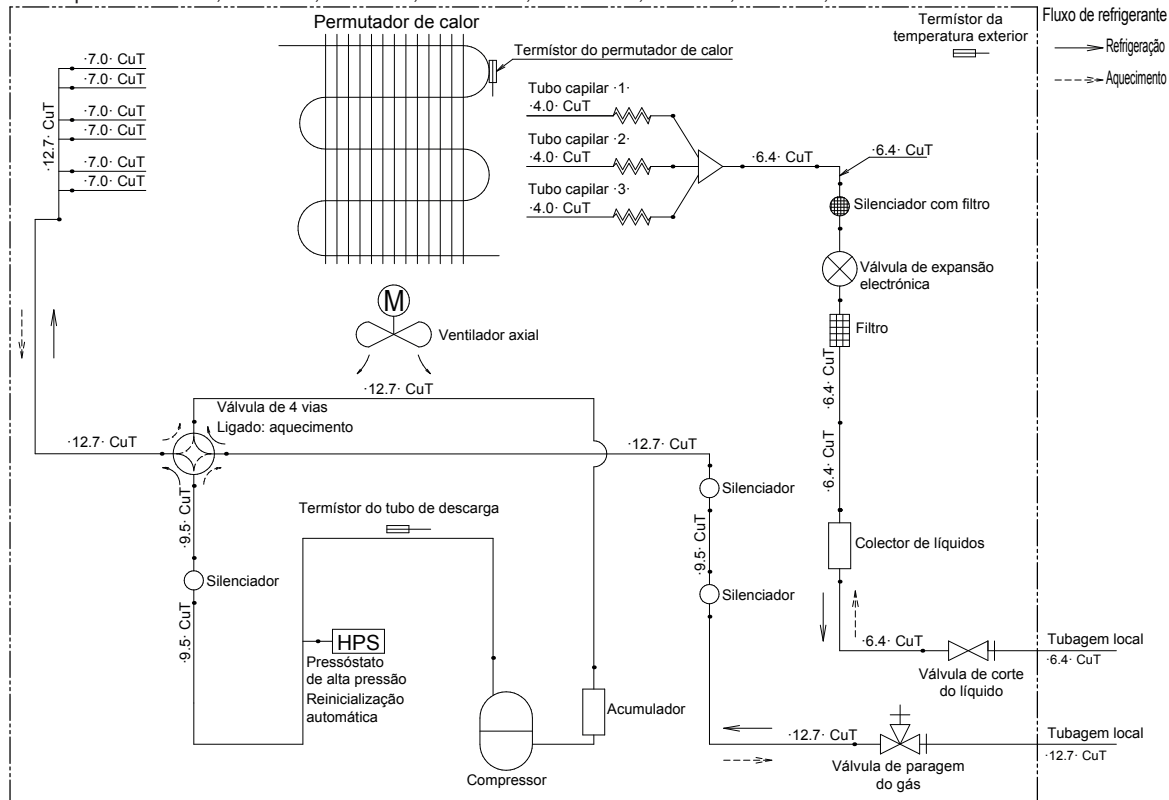 Permutador de calor
Termístor da
temperatura exterior
Fluxo de refrigerante
Refrigeração
Aquecimento
·7.0· CuT
·7.0· CuT
·7.0· CuT
·7.0· CuT
·7.0· CuT
·7.0· CuT
·12.7· CuT
Termístor do permutador de calor
Tubo capilar ·1·
·4.0· CuT
Tubo capilar ·2·
·4.0· CuT
Tubo capilar ·3·
·4.0· CuT
·6.4· CuT
·6.4· CuT
Silenciador com filtro
Válvula de expansão
electrónica
Filtro
·6.4· CuT
·6.4· CuT
M
Ventilador axial
·12.7· CuT
Válvula de 4 vias
Ligado: aquecimento
·12.7· CuT
·12.7· CuT
Silenciador
·9.5· CuT
Silenciador
Termístor do tubo de descarga
·9.5· CuT
Silenciador
·9.5· CuT
HPS
Pressóstato
de alta pressão
Reinicialização
automática
Compressor
Acumulador
Colector de líquidos
·6.4· CuT
Válvula de corte
do líquido
Tubagem local
·6.4· CuT
·12.7· CuT
Válvula de paragem
do gás
Tubagem local
·12.7· CuT